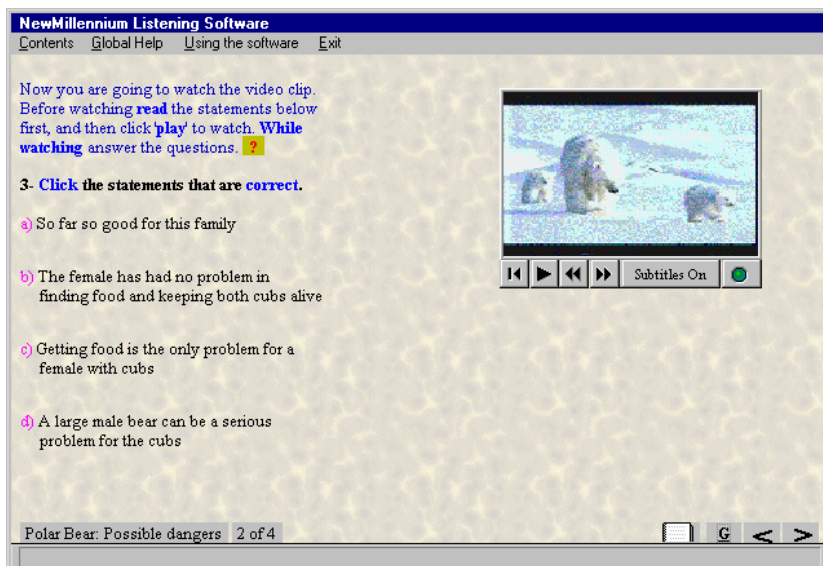 NewMillennium Listening Software
Contents Global Help Using the software Exit
Now you are going to watch the video clip.
Before watching read the statements below
first, and then click 'play' to watch. While
watching answer the questions. ?
3- Click the statements that are correct.
a) So far so good for this family
b) The female has had no problem in
finding food and keeping both cubs alive
c) Getting food is the only problem for a
female with cubs
d) A large male bear can be a serious
problem for the cubs
Subtitles On
Polar Bear: Possible dangers 2 of 4
G < >